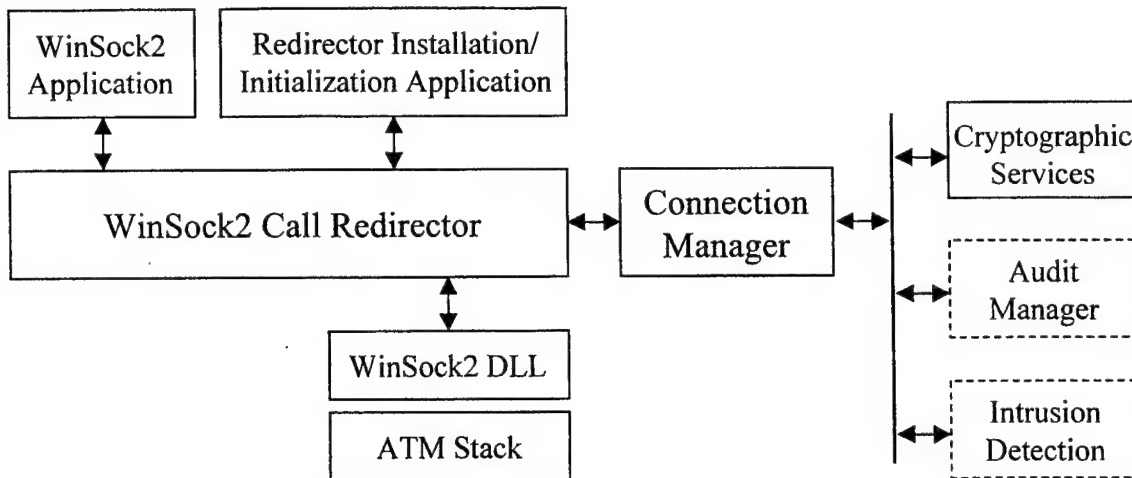 WinSock2
Application
Redirector Installation/
Initialization Application
WinSock2 Call Redirector
Connection
Manager
Cryptographic
Services
Audit
Manager
Intrusion
Detection
WinSock2 DLL
ATM Stack